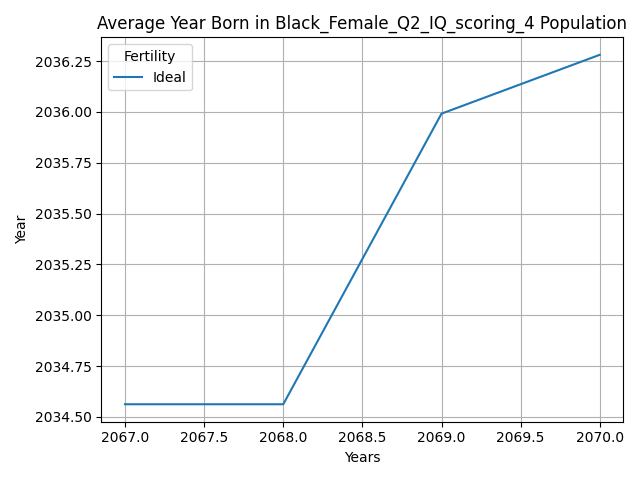 Average Year Born in Black_Female_Q2_IQ_scoring_4 Population
Fertility
Ideal
2036.25
2036.00
2035.75
2035.50
2035.25
2035.00
2034.75
2034.50
Year
2067.0 2067.5 2068.0 2068.5 2069.0 2069.5 2070.0
Years